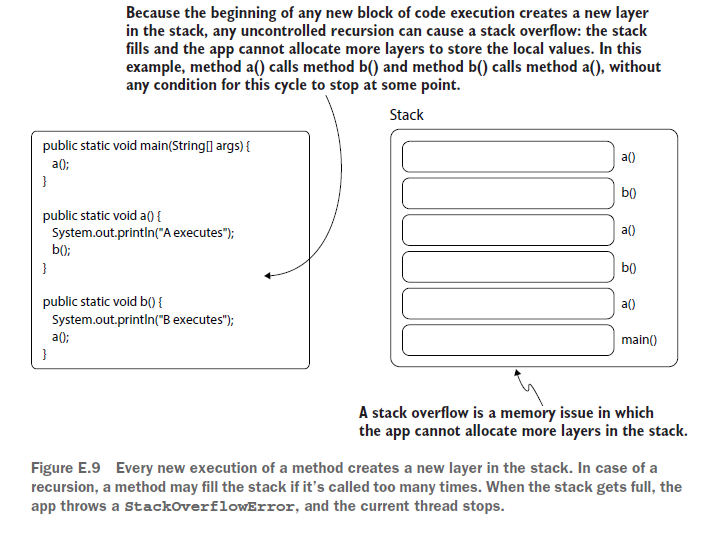 Because the beginning of any new block of code execution creates a new layer
in the stack, any uncontrolled recursion can cause a stack overflow: the stack
fills and the app cannot allocate more layers to store the local values. In this
example, method a() calls method b() and method b() calls method a(), without
any condition for this cycle to stop at some point.
Stack
public static void main(String[] args) {
a();
}
public static void a() {
System.out.println("A executes");
b();
}
public static void b() {
System.out.println("B executes");
a();
}
a()
b()
a()
b()
a()
main()
A stack overflow is a memory issue in which
the app cannot allocate more layers in the stack.
Figure E.9 Every new execution of a method creates a new layer in the stack. In case of a
recursion, a method may fill the stack if it's called too many times. When the stack gets full, the
app throws a StackOverflowError, and the current thread stops.